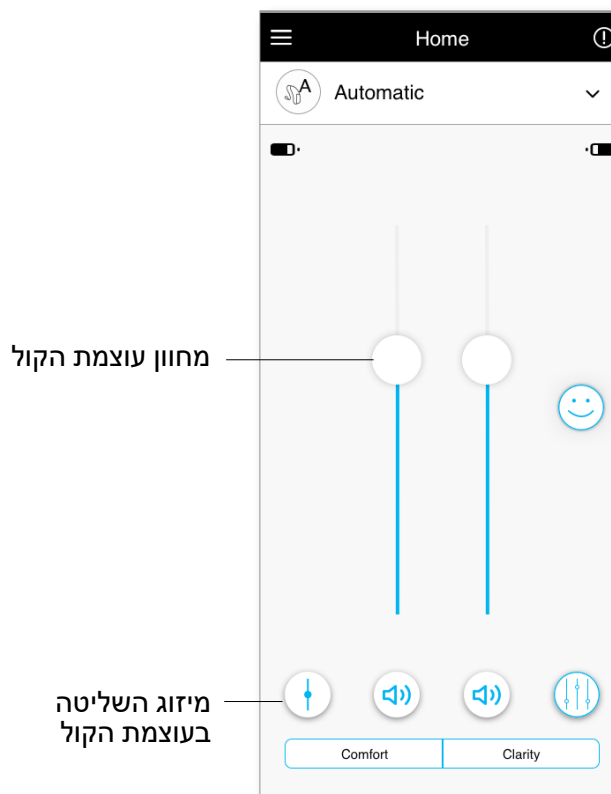 Home
A
Automatic
מחוון עוצמת הקול
מיזוג השליטה
בעוצמת הקול
Comfort
Clarity